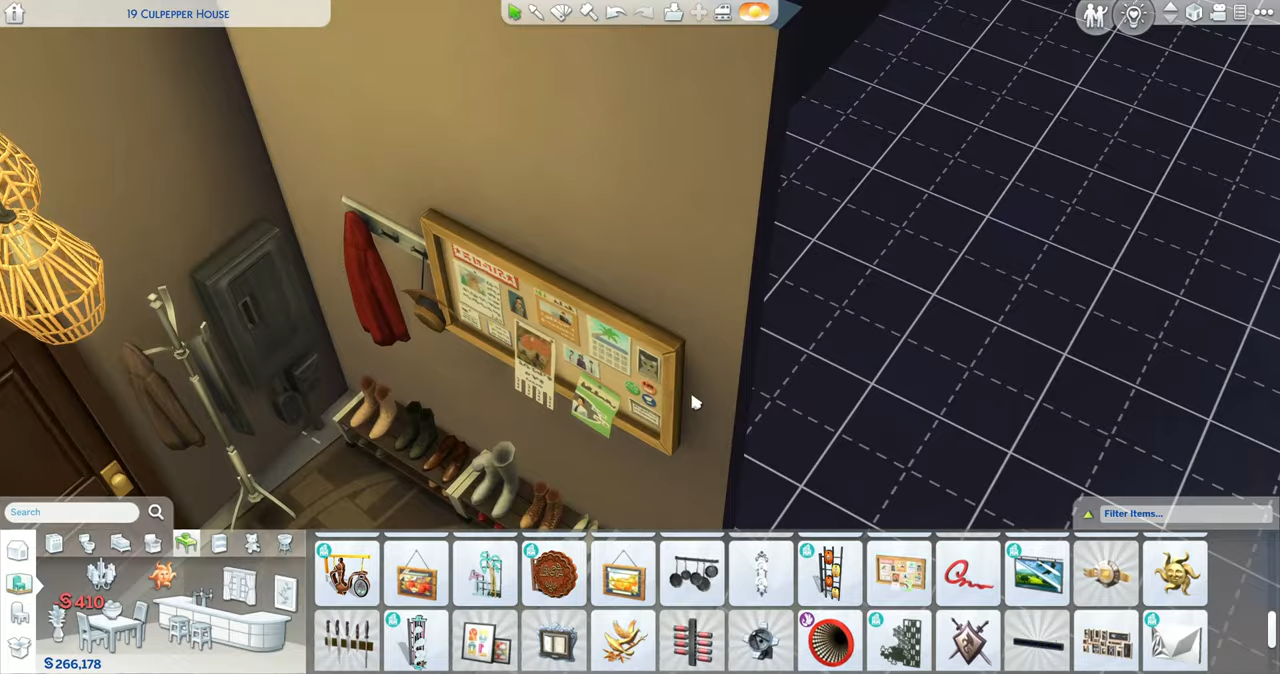 19 CULPEPPER HOUSE
Search
Filter Items...
§410
§266,178